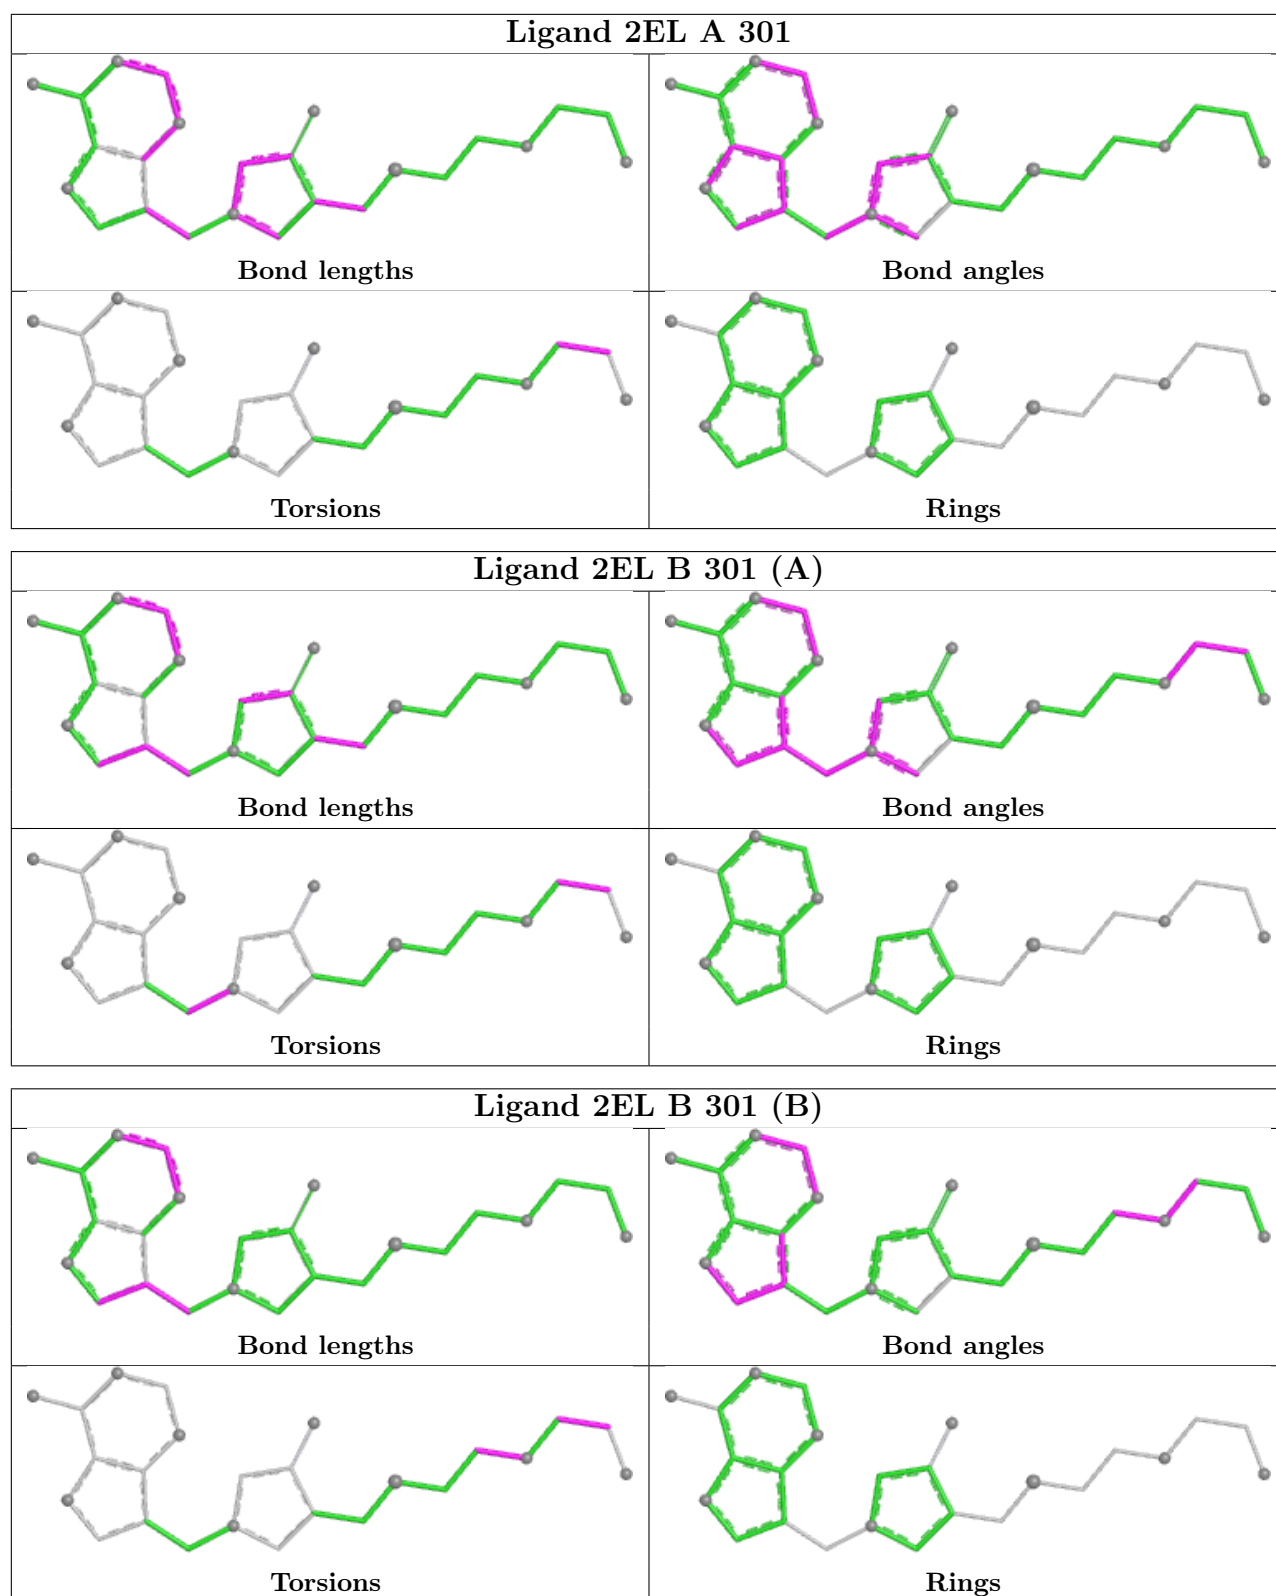 Ligand 2EL A 301
Bond lengths
Bond angles
Torsions
Rings
Ligand 2EL B 301 (A)
Bond lengths
Bond angles
Torsions
Rings
Ligand 2EL B 301 (B)
Bond lengths
Bond angles
Torsions
Rings